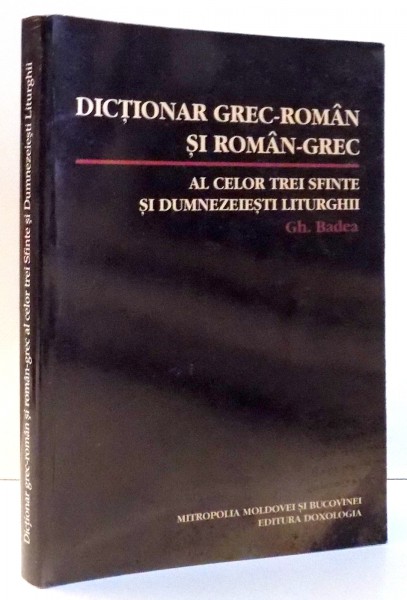 DICȚIONAR GREC-ROMÂN
ȘI ROMÂN-GREC
AL CELOR TREI SFINTE
ȘI DUMNEZEIEȘTI LITURGHII
Gh. Badea
MITROPOLIA MOLDOVEI ȘI BUCOVINEI
EDITURA DOXOLOGIA
Dicționar grec-român și român-grec al celor trei Sfinte și Dumnezeiești Liturghii